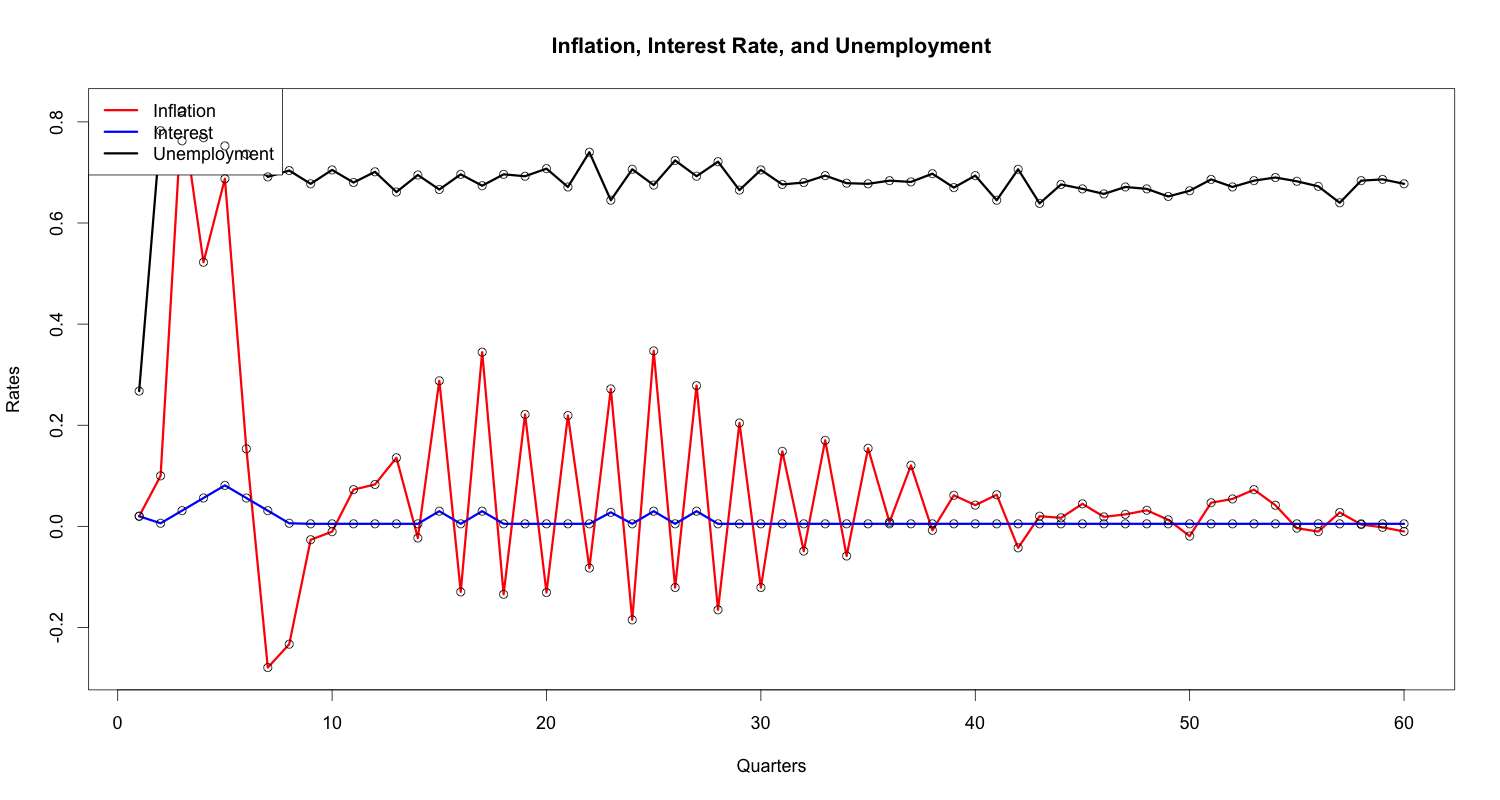 Inflation, Interest Rate, and Unemployment
Inflation
Interest
Unemployment
0.8
0.6
0.4
0.2
0.0
-0.2
Rates
0 10 20 30 40 50 60
Quarters